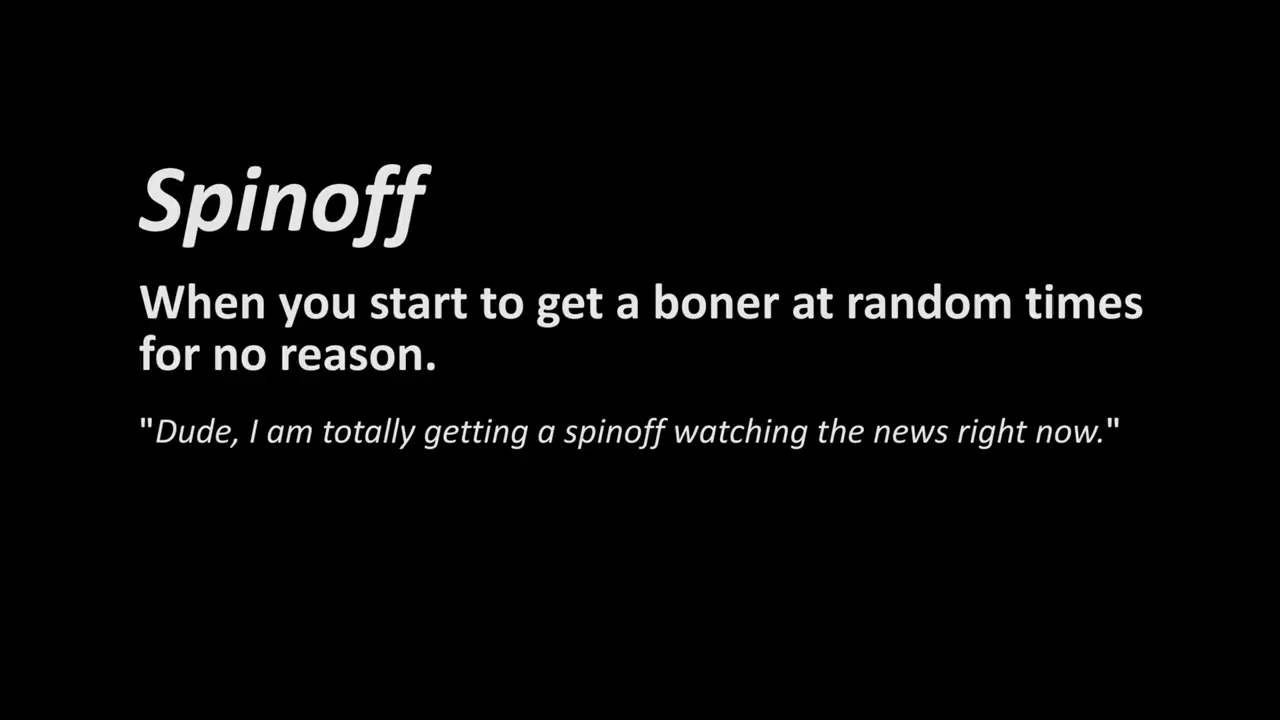 Spinoff
When you start to get a boner at random times
for no reason.
"Dude, I am totally getting a spinoff watching the news right now."